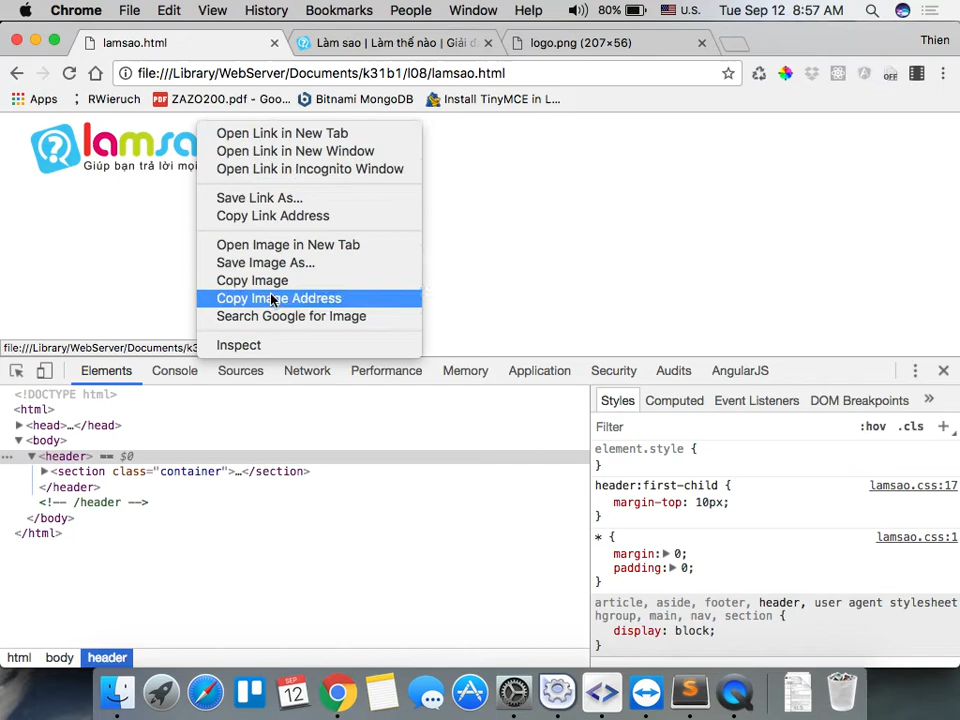 Chrome File Edit View History Bookmarks People Window Help 80% U.S. Tue Sep 12 8:57 AM
lamsao.html Làm sao | Làm thế nào | Giải đ logo.png (207×56) Thien
file:///Library/WebServer/Documents/k31b1/l08/lamsao.html OFF
Apps RWieruch PDF ZAZO200.pdf - Goo... Bitnami MongoDB Install TinyMCE in L...
lamsa
Giúp bạn trả lời mọi
Open Link in New Tab
Open Link in New Window
Open Link in Incognito Window
Save Link As...
Copy Link Address
Open Image in New Tab
Save Image As...
Copy Image
Copy Image Address
Search Google for Image
Inspect
file:///Library/WebServer/Documents/k3
Elements Console Sources Network Performance Memory Application Security Audits AngularJS
<!DOCTYPE html>
<html>
<head>…</head>
<body>
<header> == $0
<section class="container">…</section>
</header>
<!-- /header -->
</body>
</html>
html body header
Styles Computed Event Listeners DOM Breakpoints »
Filter :hov .cls +
element.style {
}
header:first-child { lamsao.css:17
margin-top: 10px;
}
* { lamsao.css:1
margin: 0;
padding: 0;
}
article, aside, footer, header, user agent stylesheet
hgroup, main, nav, section {
display: block;
}
SEP
12